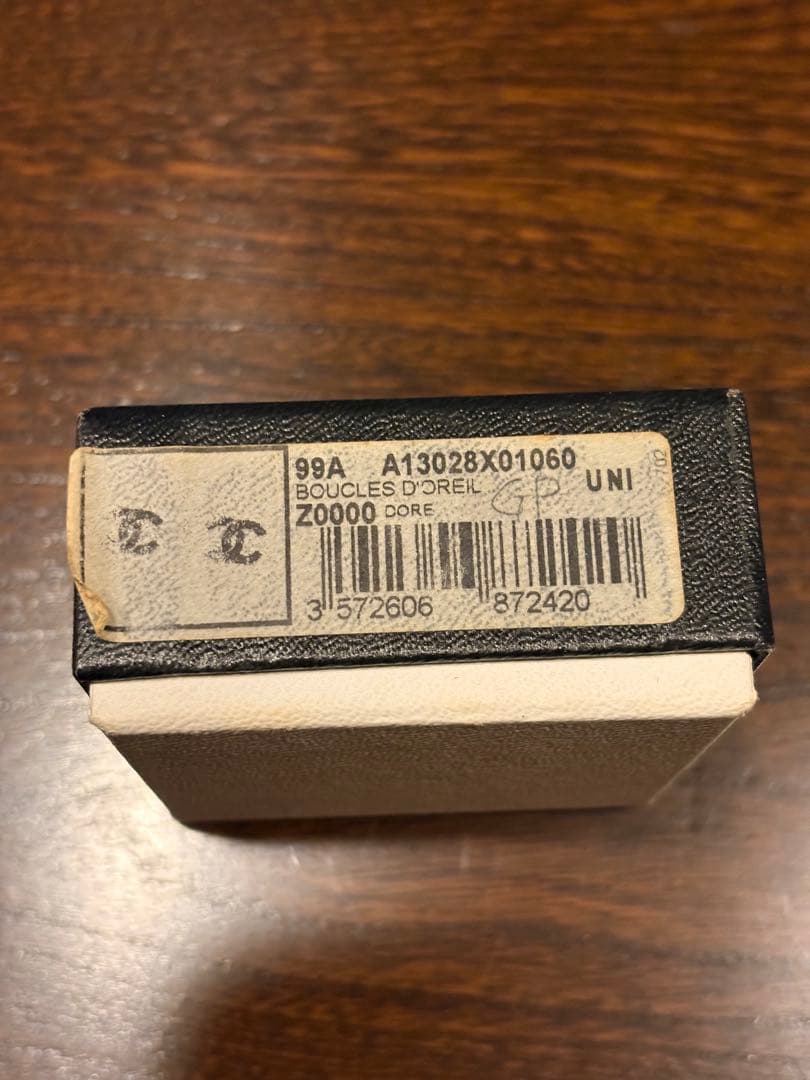 99A A13028X01060
BOUCLES D'OREIL GP UNI
Z0000 DORE
3 572606 872420